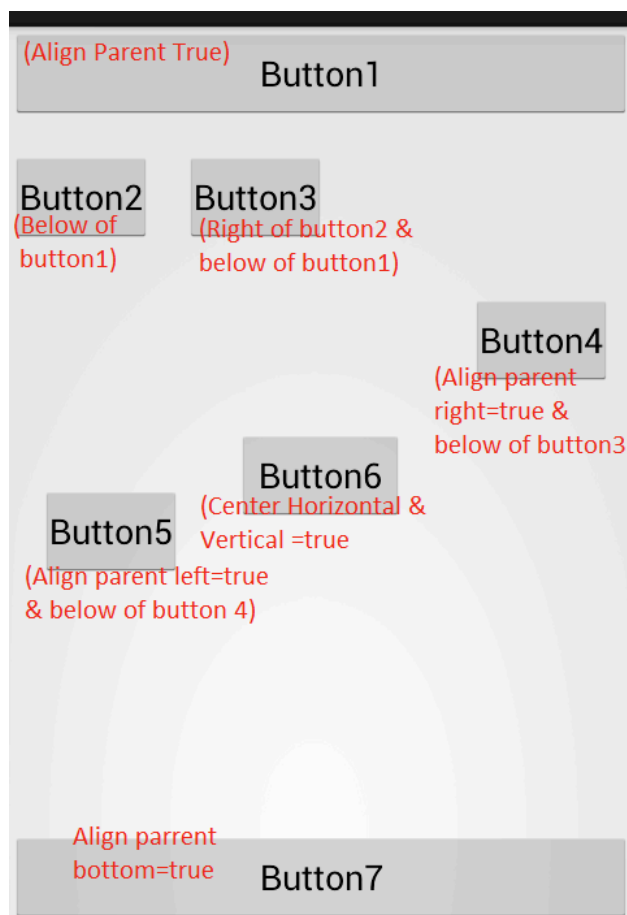 (Align Parent True)
Button1
Button2
(Below of
button1)
Button3
(Right of button2 &
below of button1)
Button4
(Align parent
right=true &
below of button3
Button6
(Center Horizontal &
Vertical =true
Button5
(Align parent left=true
& below of button 4)
Align parrent
bottom=true
Button7